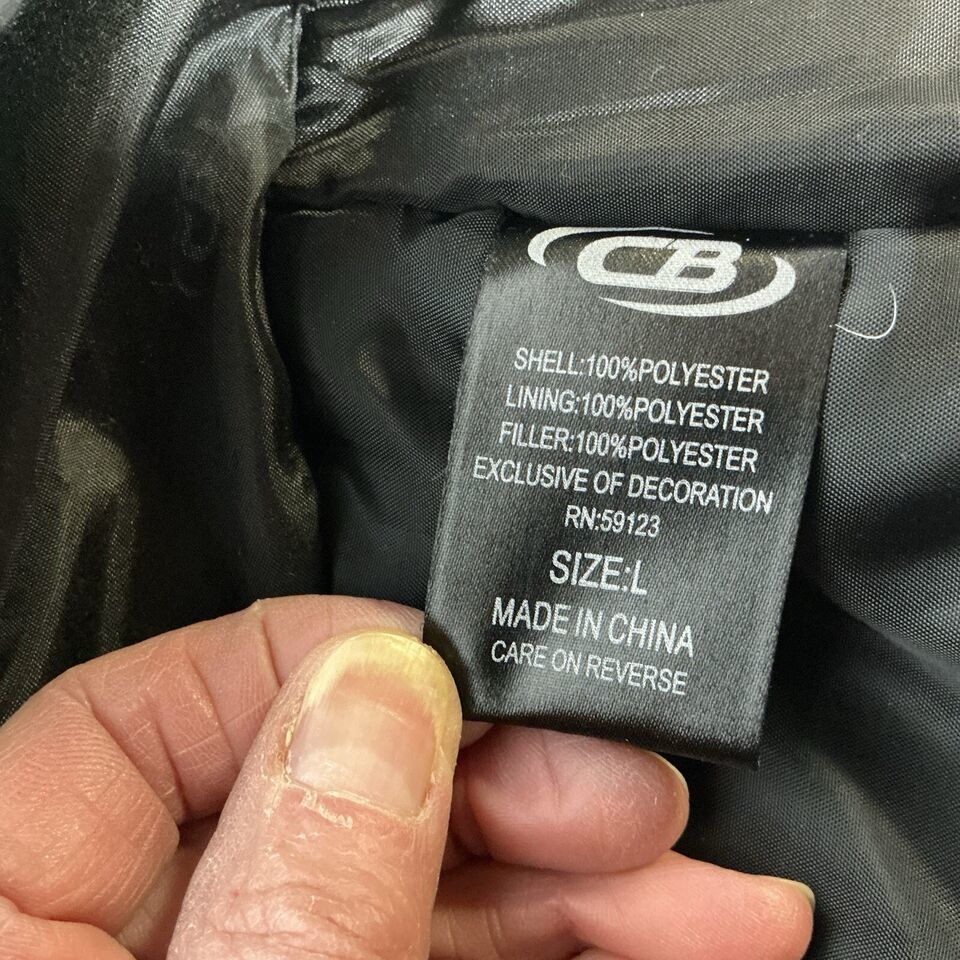 CB
SHELL:100%POLYESTER
LINING:100%POLYESTER
FILLER:100%POLYESTER
EXCLUSIVE OF DECORATION
RN:59123
SIZE:L
MADE IN CHINA
CARE ON REVERSE